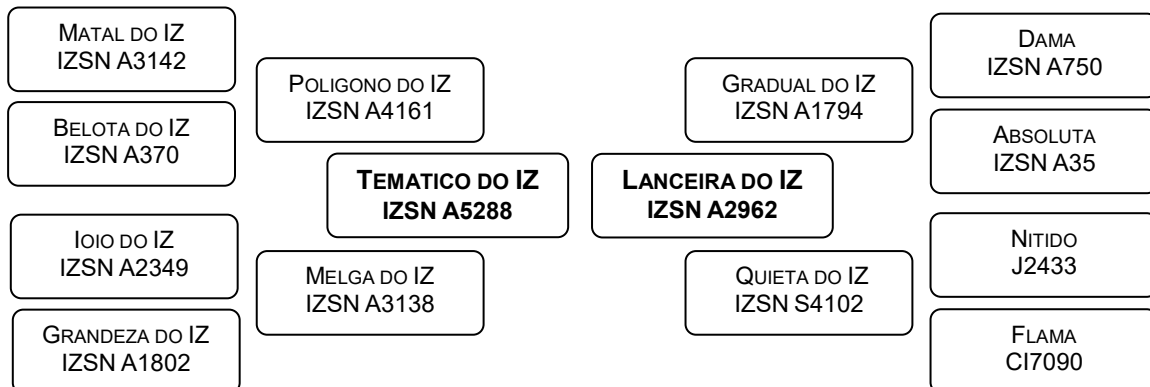 MATAL DO IZ
IZSN A3142
BELOTA DO IZ
IZSN A370
IOIO DO IZ
IZSN A2349
GRANDEZA DO IZ
IZSN A1802
POLIGONO DO IZ
IZSN A4161
MELGA DO IZ
IZSN A3138
TEMATICO DO IZ
IZSN A5288
LANCEIRA DO IZ
IZSN A2962
GRADUAL DO IZ
IZSN A1794
QUIETA DO IZ
IZSN S4102
DAMA
IZSN A750
ABSOLUTA
IZSN A35
NITIDO
J2433
FLAMA
CI7090